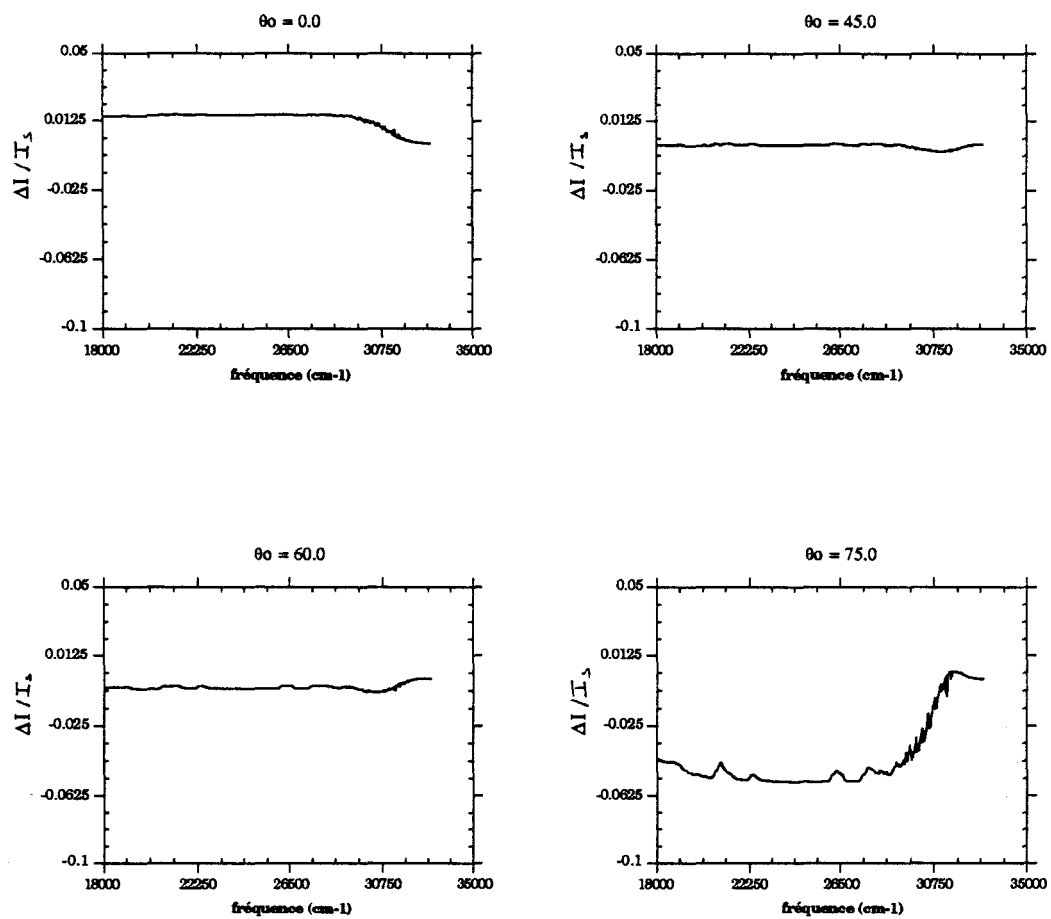 θo = 0.0
0.05
0.0125
-0.025
-0.0625
-0.1
ΔI / Is
18000 22250 26500 30750 35000
fréquence (cm-1)
θo = 45.0
0.05
0.0125
-0.025
-0.0625
-0.1
ΔI / Is
18000 22250 26500 30750 35000
fréquence (cm-1)
θo = 60.0
0.05
0.0125
-0.025
-0.0625
-0.1
ΔI / Is
18000 22250 26500 30750 35000
fréquence (cm-1)
θo = 75.0
0.05
0.0125
-0.025
-0.0625
-0.1
ΔI / Is
18000 22250 26500 30750 35000
fréquence (cm-1)